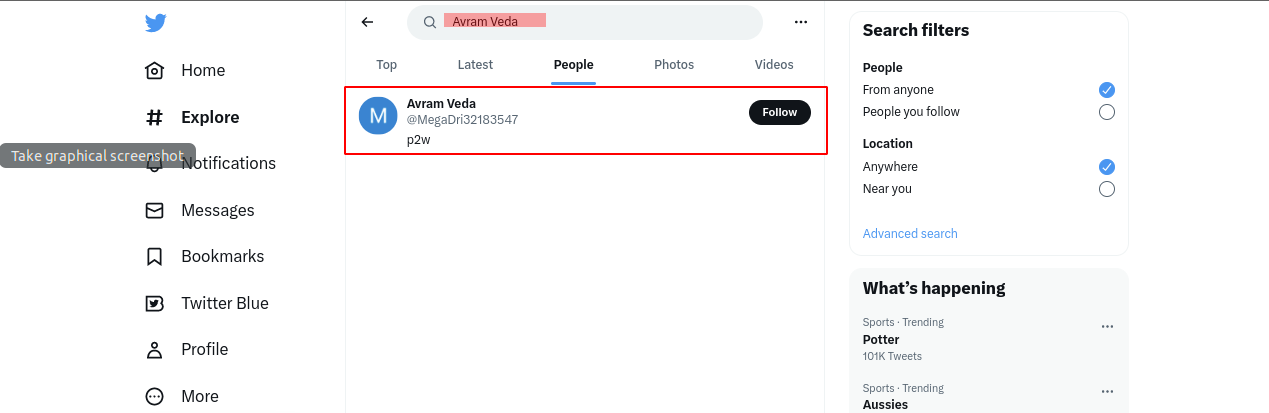 Avram Veda
Top
Latest
People
Photos
Videos
M
Avram Veda
@MegaDri32183547
p2w
Follow
Home
Explore
Take graphical screenshot
Notifications
Messages
Bookmarks
Twitter Blue
Profile
More
Search filters
People
From anyone
People you follow
Location
Anywhere
Near you
Advanced search
What’s happening
Sports · Trending
Potter
101K Tweets
Sports · Trending
Aussies